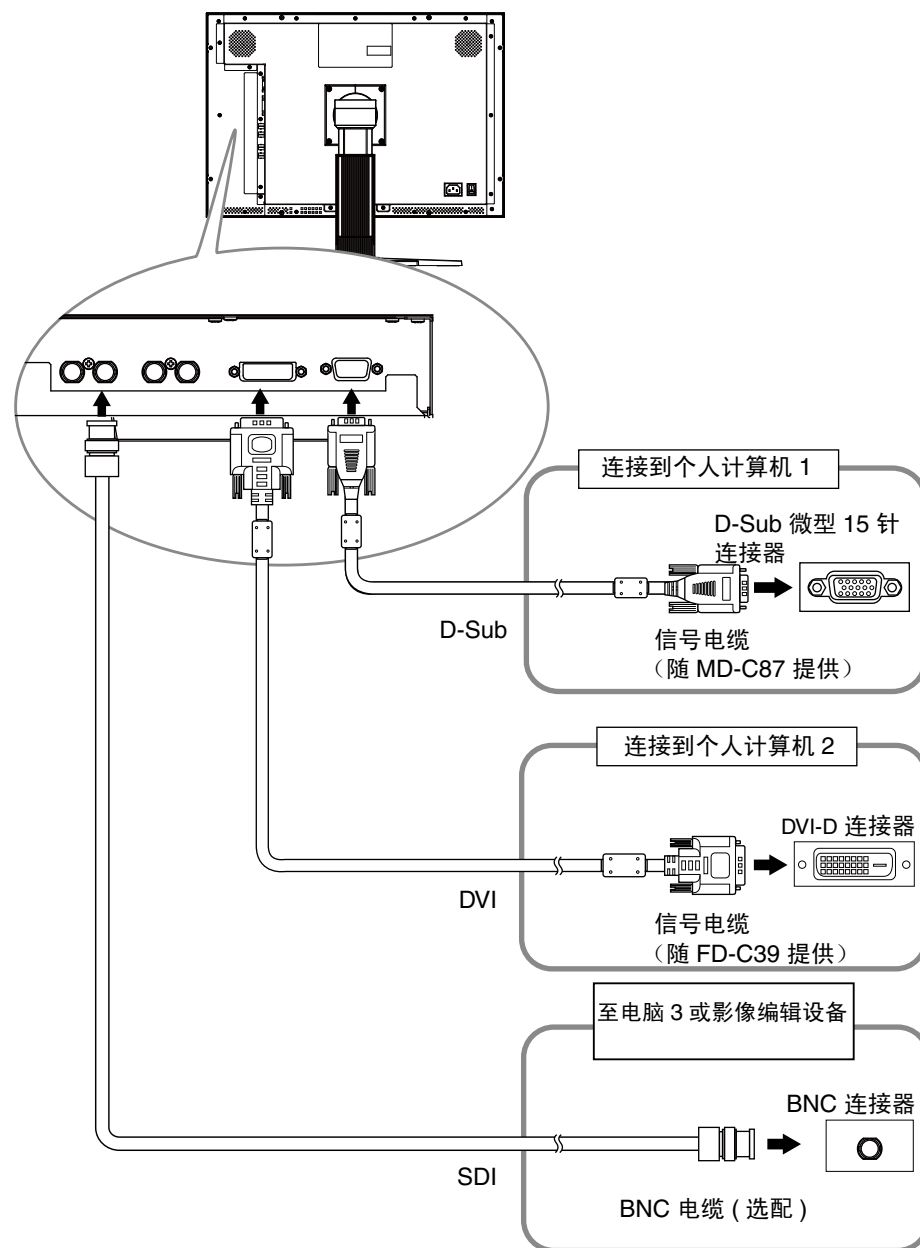 连接到个人计算机 1
D-Sub 微型 15 针
连接器
D-Sub
信号电缆
（随 MD-C87 提供）
连接到个人计算机 2
DVI-D 连接器
DVI
信号电缆
（随 FD-C39 提供）
至电脑 3 或影像编辑设备
BNC 连接器
SDI
BNC 电缆 ( 选配 )